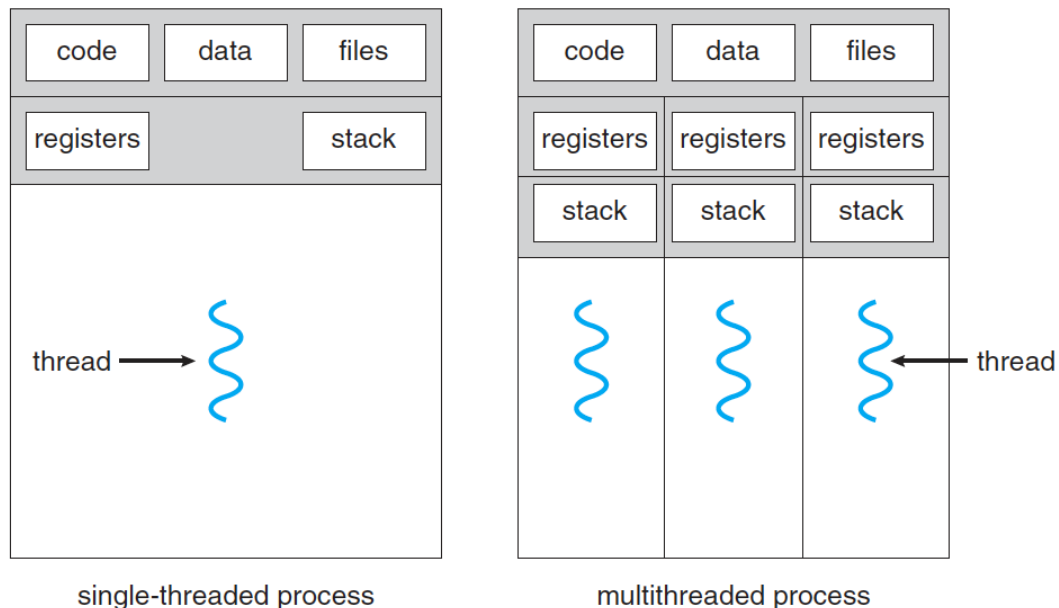 code data files
registers stack
thread
single-threaded process
code data files
registers registers registers
stack stack stack
thread
multithreaded process